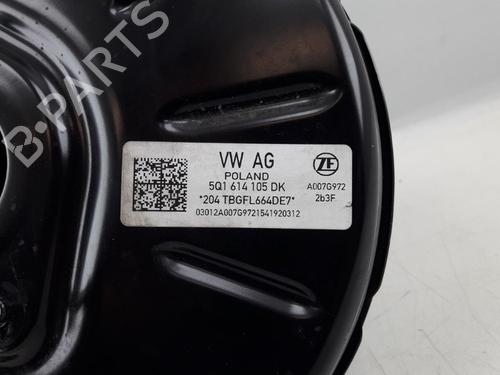 B-PARTS
VW AG
POLAND
5Q1 614 105 DK
*204 TBGFL664DE7*
03012A007G9721541920312
ZF
A007G972
2b3F